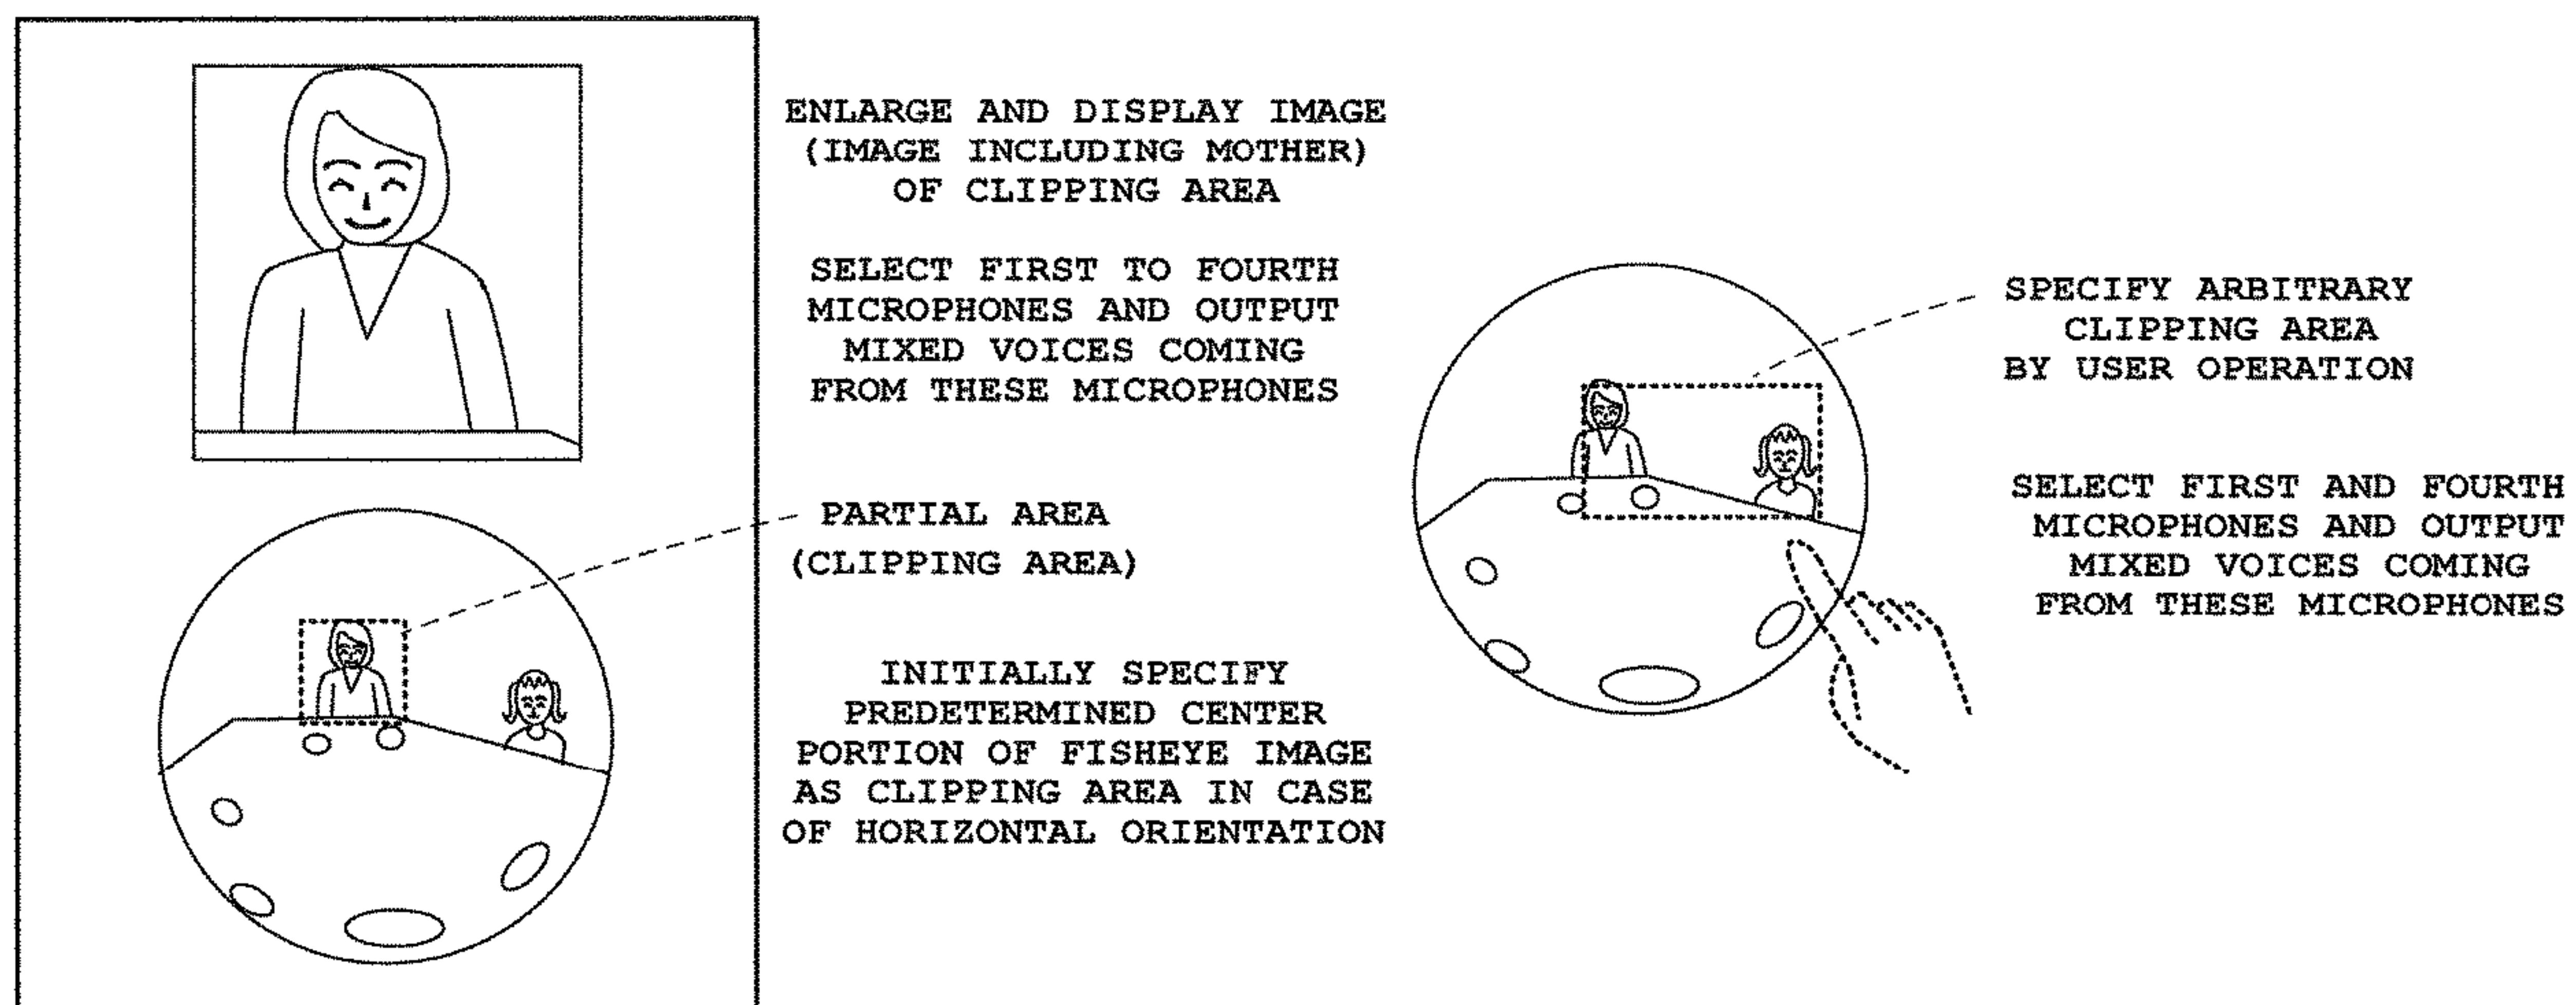 ENLARGE AND DISPLAY IMAGE
(IMAGE INCLUDING MOTHER)
OF CLIPPING AREA
SELECT FIRST TO FOURTH
MICROPHONES AND OUTPUT
MIXED VOICES COMING
FROM THESE MICROPHONES
PARTIAL AREA
(CLIPPING AREA)
INITIALLY SPECIFY
PREDETERMINED CENTER
PORTION OF FISHEYE IMAGE
AS CLIPPING AREA IN CASE
OF HORIZONTAL ORIENTATION
SPECIFY ARBITRARY
CLIPPING AREA
BY USER OPERATION
SELECT FIRST AND FOURTH
MICROPHONES AND OUTPUT
MIXED VOICES COMING
FROM THESE MICROPHONES